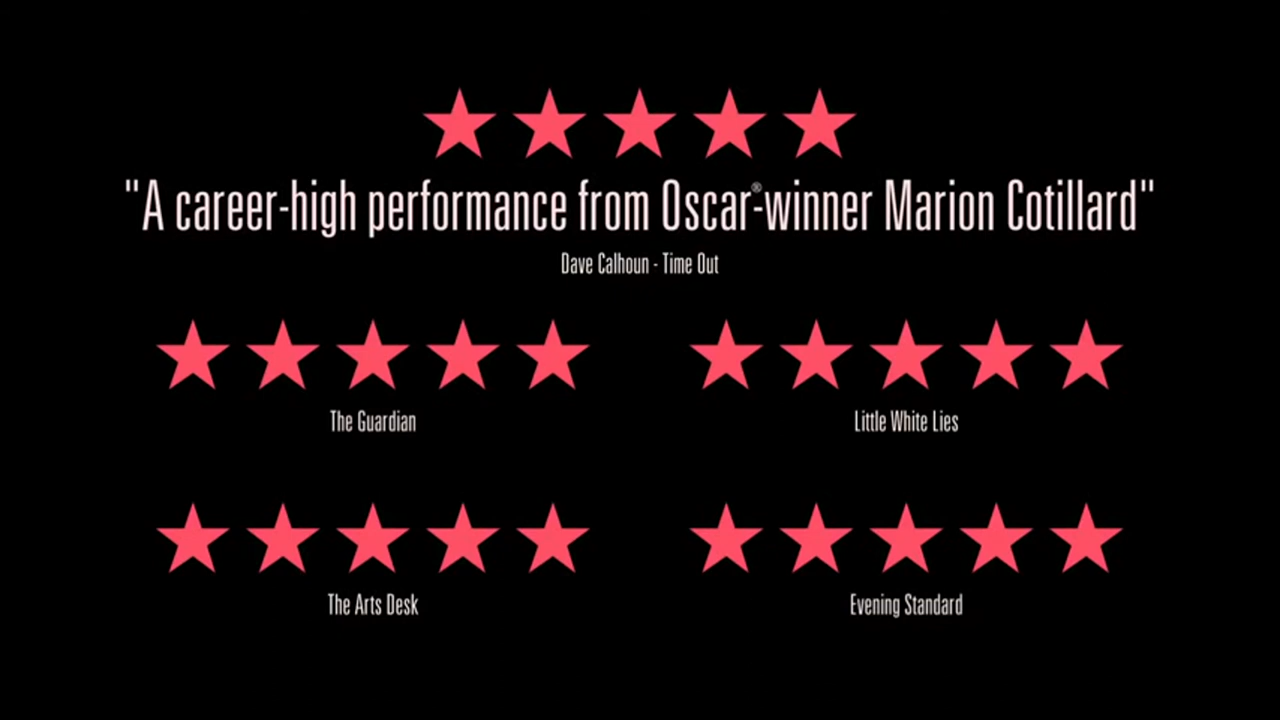 "A career-high performance from Oscar®-winner Marion Cotillard"
Dave Calhoun - Time Out
The Guardian
Little White Lies
The Arts Desk
Evening Standard